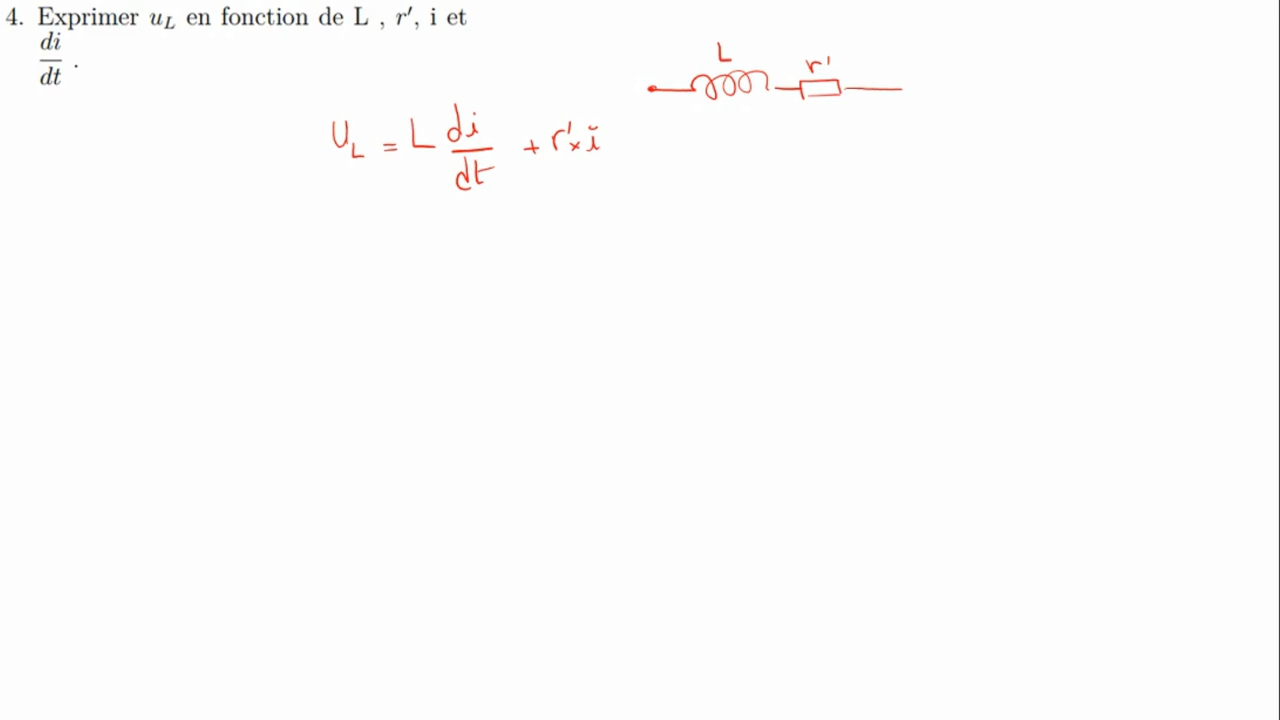 4. Exprimer u_L en fonction de L , r′, i et
di
dt .
L r'
U_L = L di/dt + r'×i